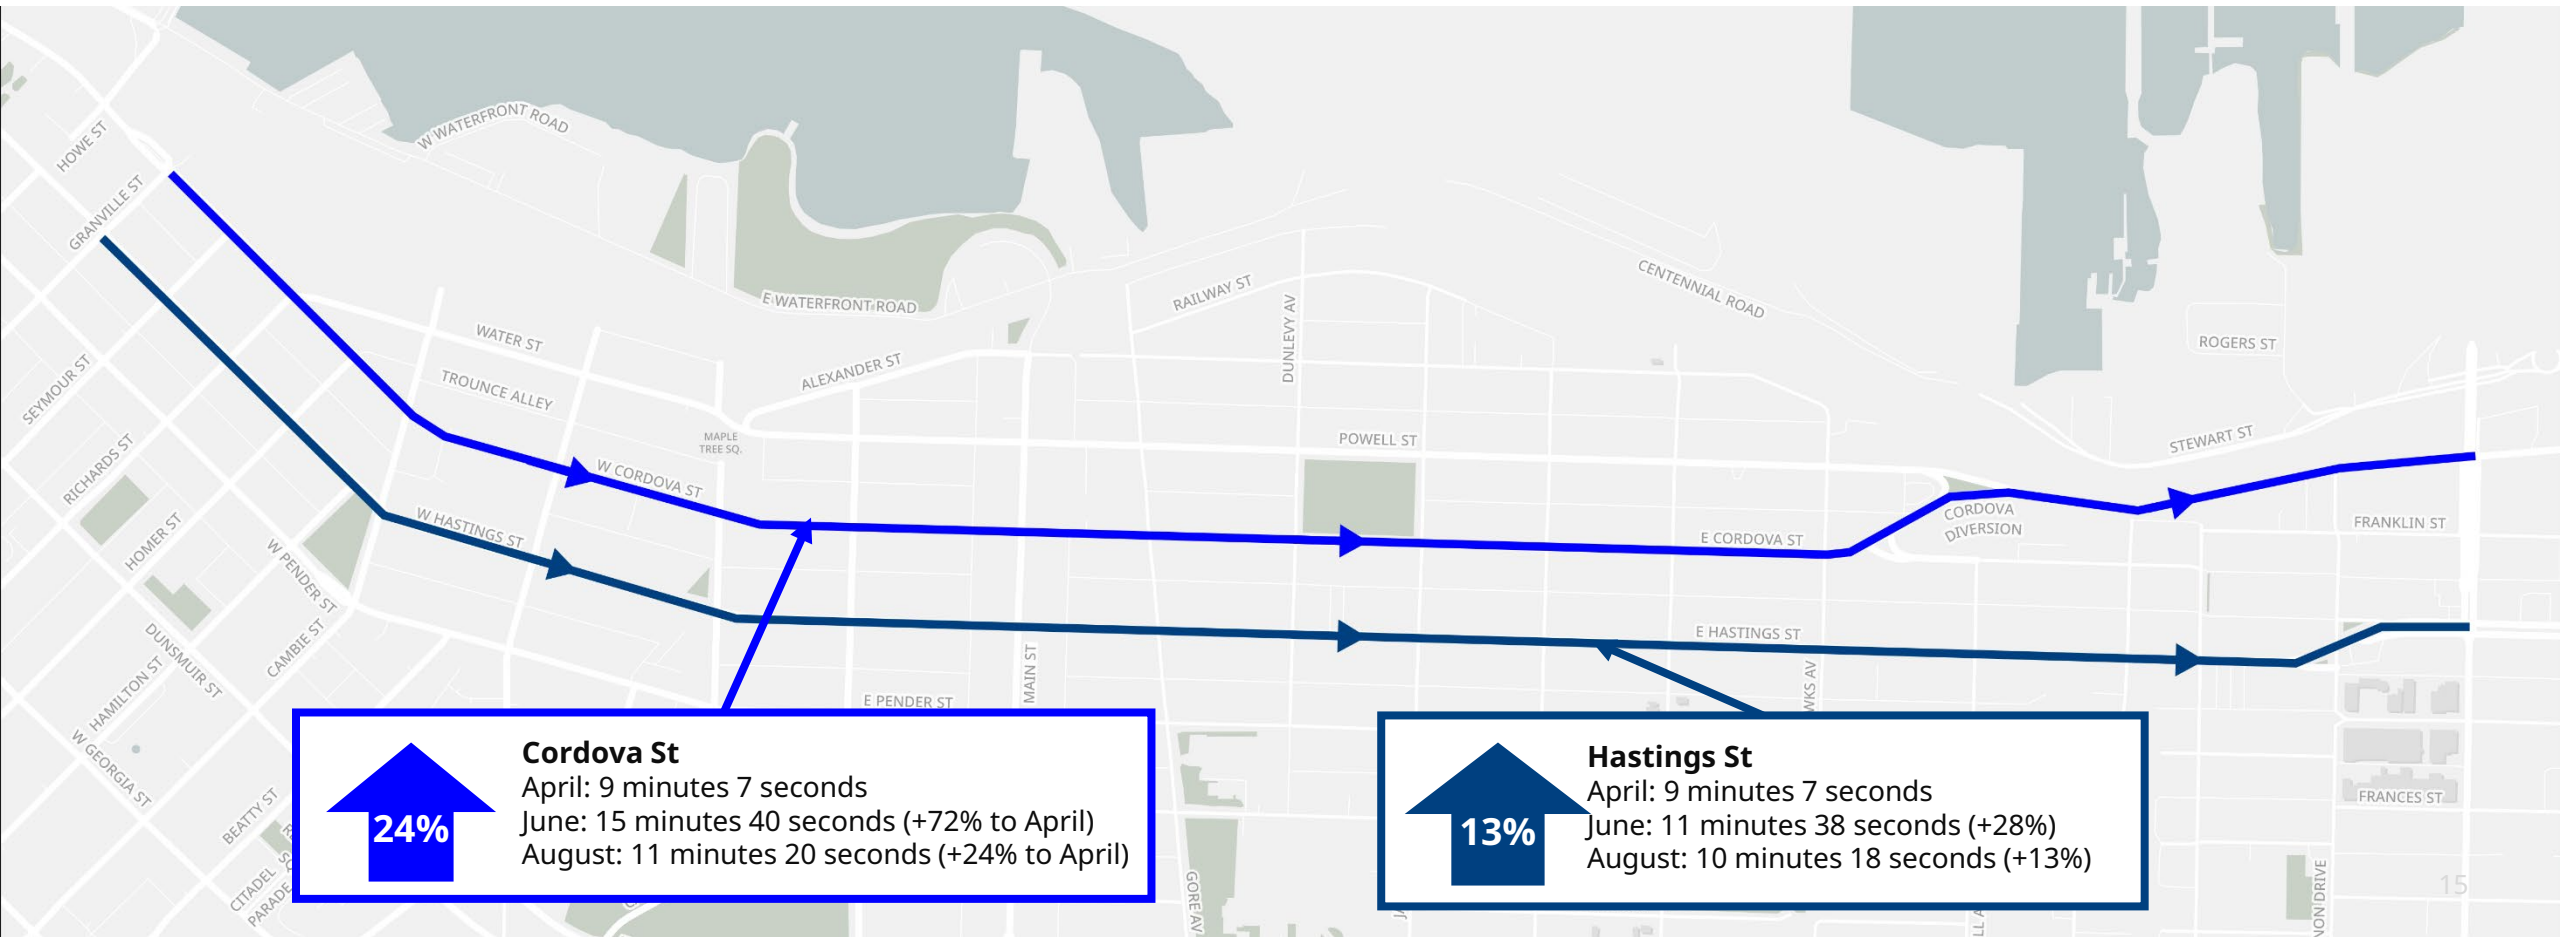 HOWE ST
W WATERFRONT ROAD
GRANVILLE ST
E WATERFRONT ROAD
RAILWAY ST
DUNLEVY AV
CENTENNIAL ROAD
WATER ST
ROGERS ST
SEYMOUR ST
TROUNCE ALLEY
ALEXANDER ST
MAPLE
TREE SQ.
POWELL ST
STEWART ST
RICHARDS ST
W CORDOVA ST
CORDOVA
DIVERSION
FRANKLIN ST
HOMER ST
W HASTINGS ST
E CORDOVA ST
W PENDER ST
E HASTINGS ST
CAMBIE ST
DUNSMUIR ST
HAMILTON ST
MAIN ST
E PENDER ST
WKS AV
W GEORGIA ST
BEATTY ST
CITADEL
PARADE
GORE AV
FRANCES ST
NON DRIVE
24%
Cordova St
April: 9 minutes 7 seconds
June: 15 minutes 40 seconds (+72% to April)
August: 11 minutes 20 seconds (+24% to April)
13%
Hastings St
April: 9 minutes 7 seconds
June: 11 minutes 38 seconds (+28%)
August: 10 minutes 18 seconds (+13%)
15